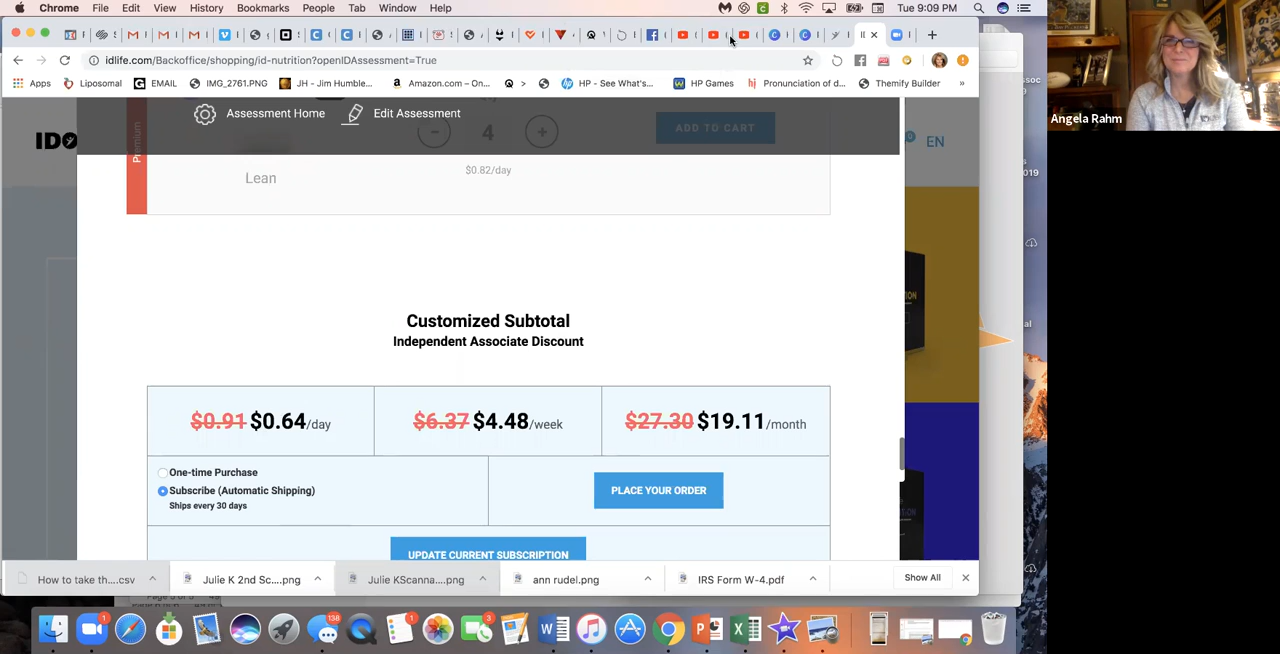 Chrome File Edit View History Bookmarks People Tab Window Help Tue 9:09 PM
idlife.com/Backoffice/shopping/id-nutrition?openIDAssessment=True
Apps Liposomal EMAIL IMG_2761.PNG JH - Jim Humble... Amazon.com – On... HP - See What's... HP Games Pronunciation of d... Themify Builder »
Angela Rahm
Assessment Home Edit Assessment
Premium
4
ADD TO CART
EN
$0.82/day
Lean
Customized Subtotal
Independent Associate Discount
$0.91 $0.64/day $6.37 $4.48/week $27.30 $19.11/month
One-time Purchase
Subscribe (Automatic Shipping)
Ships every 30 days
PLACE YOUR ORDER
UPDATE CURRENT SUBSCRIPTION
How to take th....csv Julie K 2nd Sc....png Julie KScanna....png ann rudel.png IRS Form W-4.pdf Show All
138